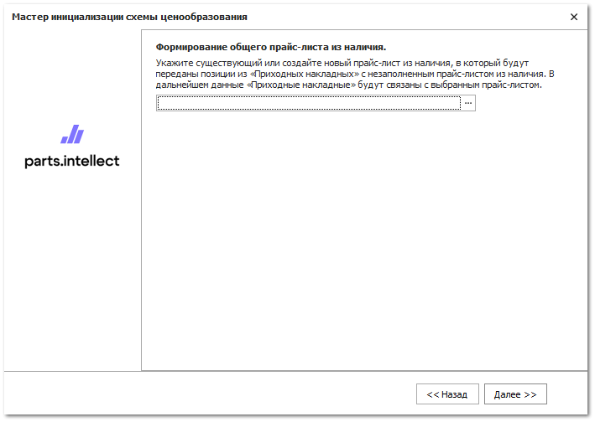 Мастер инициализации схемы ценообразования
Формирование общего прайс-листа из наличия.
Укажите существующий или создайте новый прайс-лист из наличия, в который будут
переданы позиции из «Приходных накладных» с незаполненным прайс-листом из наличия. В
дальнейшем данные «Приходные накладные» будут связаны с выбранным прайс-листом.
...
parts.intellect
<< Назад
Далее >>